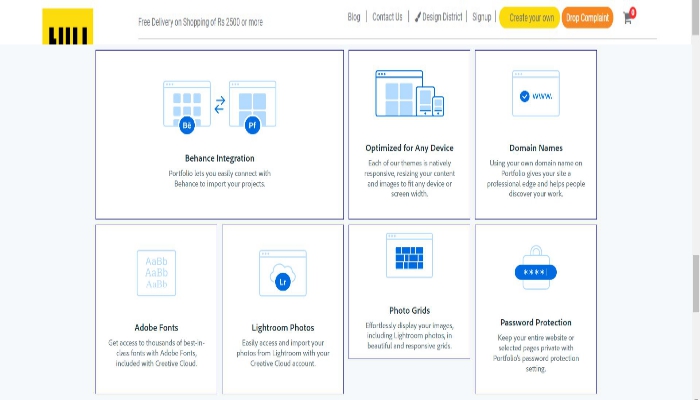 Free Delivery on Shopping of Rs 2500 or more
Blog
Contact Us
Design District
Signup
Create your own
Drop Complaint
0
Bē
Pf
Behance Integration
Portfolio lets you easily connect with
Behance to import your projects.
Optimized for Any Device
Each of our themes is natively
responsive, resizing your content
and images to fit any device or
screen width.
www.
Domain Names
Using your own domain name on
Portfolio gives your site a
professional edge and helps people
discover your work.
AaBb
AaBb
AaBb
Adobe Fonts
Get access to thousands of best-in-
class fonts with Adobe Fonts,
included with Creative Cloud.
Lr
Lightroom Photos
Easily access and import your
photos from Lightroom with your
Creative Cloud account.
Photo Grids
Effortlessly display your images,
including Lightroom photos, in
beautiful and responsive grids.
****
Password Protection
Keep your entire website or
selected pages private with
Portfolio's password protection
setting.